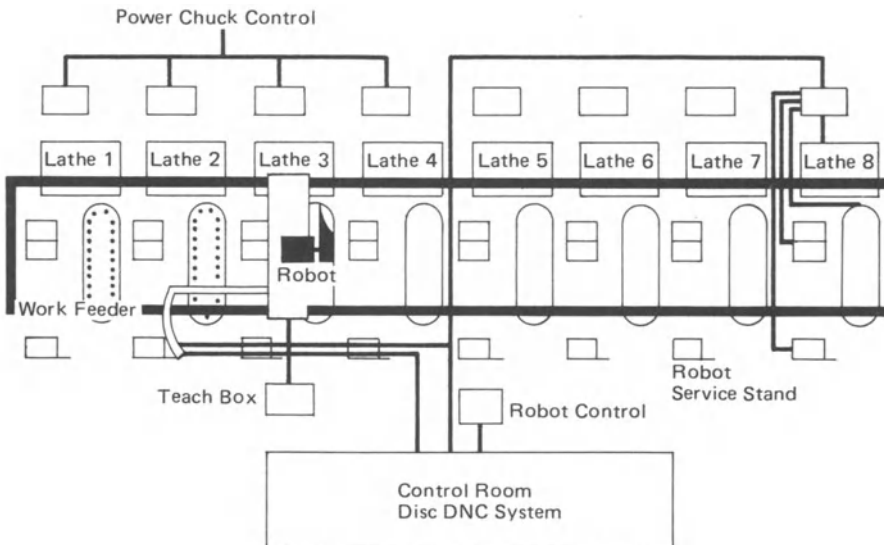 Power Chuck Control
Lathe 1
Lathe 2
Lathe 3
Lathe 4
Lathe 5
Lathe 6
Lathe 7
Lathe 8
Robot
Work Feeder
Teach Box
Robot Control
Robot
Service Stand
Control Room
Disc DNC System